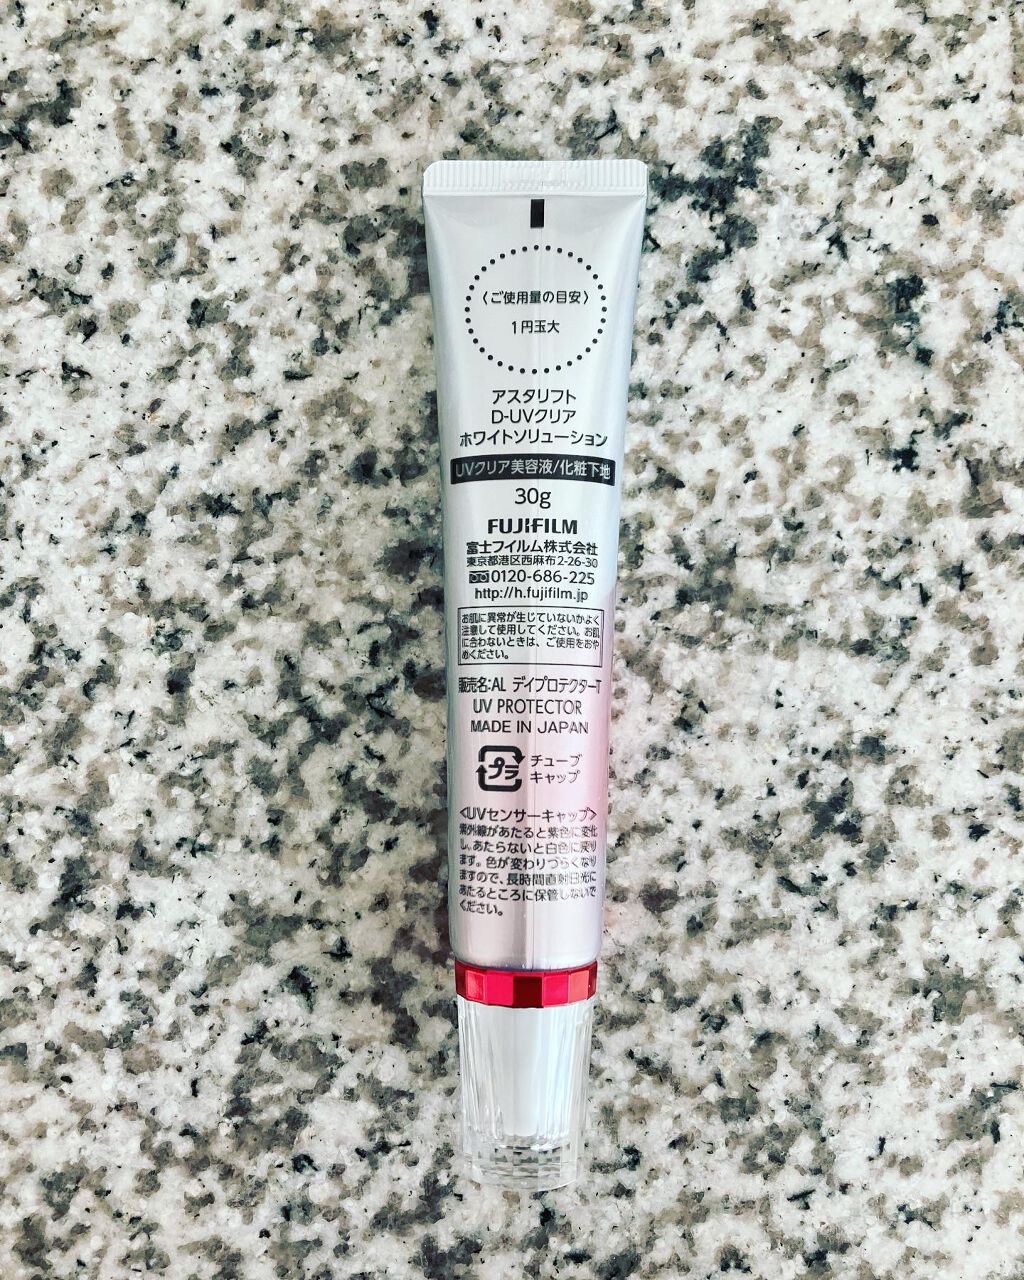 〈ご使用量の目安〉
1円玉大
アスタリフト
D-UVクリア
ホワイトソリューション
UVクリア美容液/化粧下地
30g
FUJIFILM
富士フイルム株式会社
東京都港区西麻布2-26-30
0120-686-225
http://h.fujifilm.jp
お肌に異常が生じていないかよく
注意して使用してください。お肌
に合わないときは、ご使用をおや
めください。
販売名:AL デイプロテクターT
UV PROTECTOR
MADE IN JAPAN
プラ
チューブ
キャップ
<UVセンサーキャップ>
紫外線があたると紫色に変化
し、あたらないと白色に戻り
ます。色が変わりづらくなり
ますので、長時間直射日光に
あたるところに保管しないで
ください。